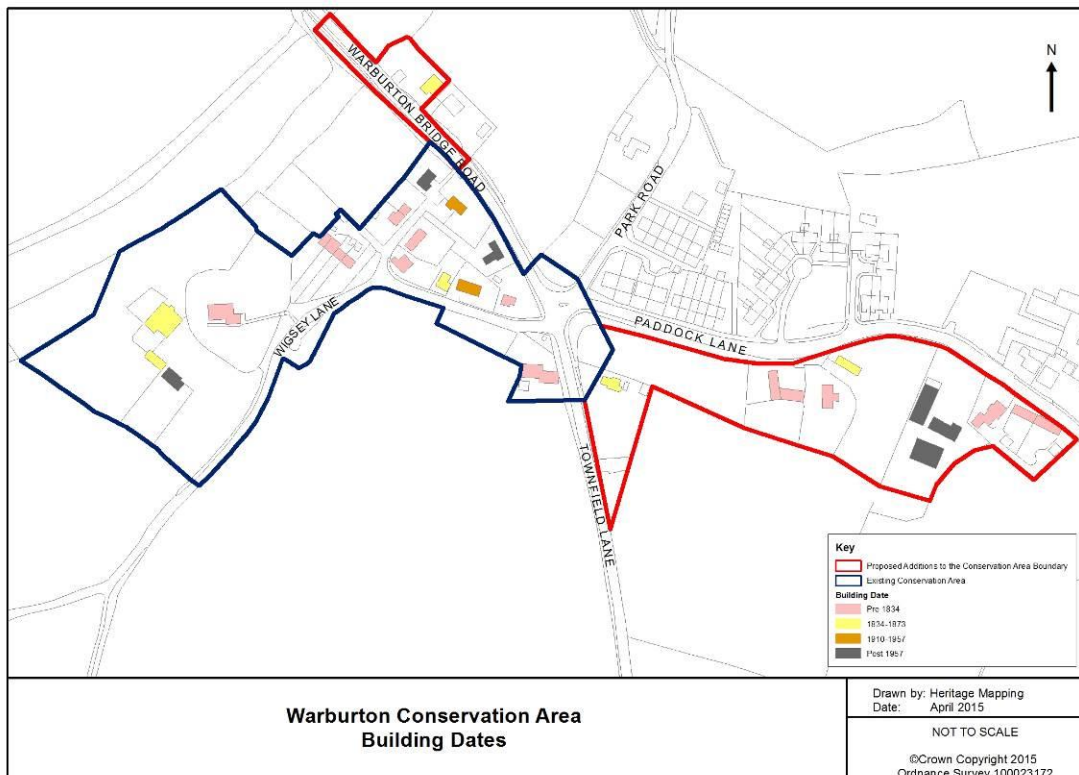 WARBURTON BRIDGE ROAD
N
PARK ROAD
WIGSEY LANE
PADDOCK LANE
TOWNFIELD LANE
Key
Proposed Additions to the Conservation Area Boundary
Existing Conservation Area
Building Date
Pre 1834
1834-1873
1910-1957
Post 1957
Warburton Conservation Area
Building Dates
Drawn by: Heritage Mapping
Date: April 2015
NOT TO SCALE
©Crown Copyright 2015
Ordnance Survey 100023172